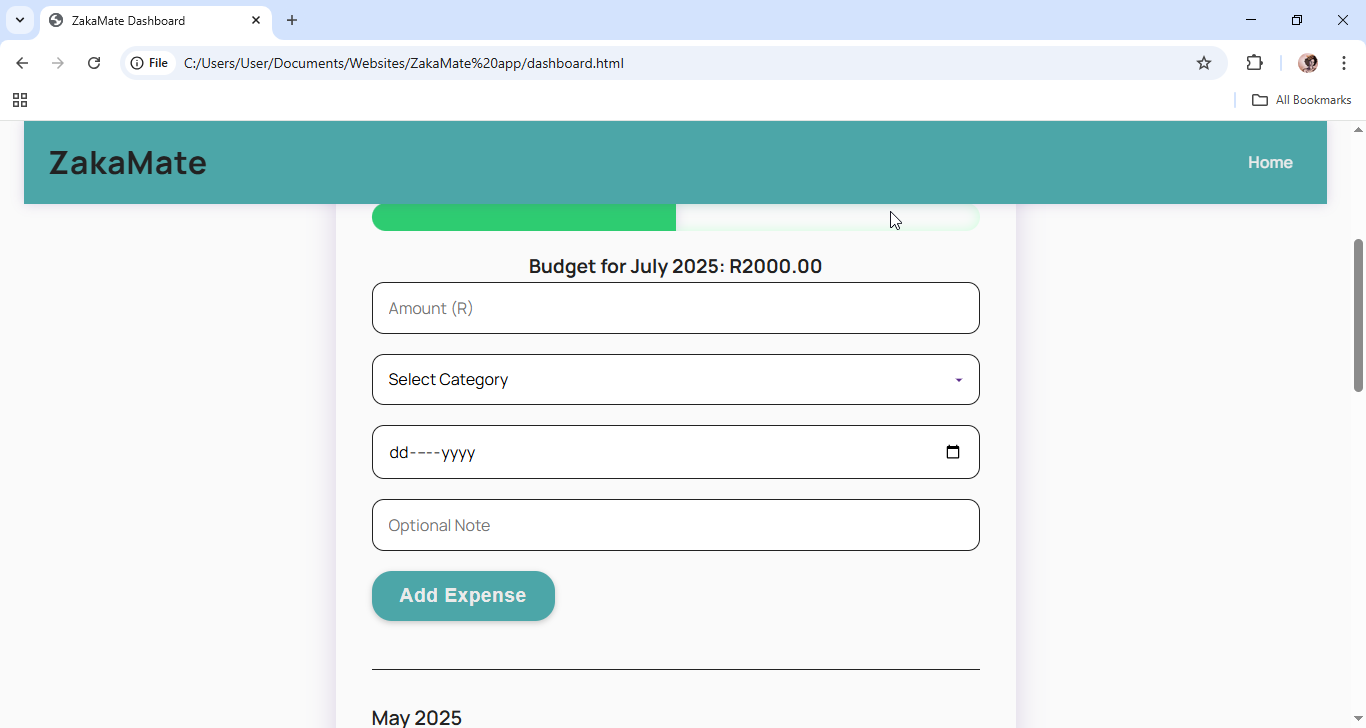 ZakaMate Dashboard
File
C:/Users/User/Documents/Websites/ZakaMate%20app/dashboard.html
All Bookmarks
ZakaMate
Home
Budget for July 2025: R2000.00
Amount (R)
Select Category
dd----yyyy
Optional Note
Add Expense
May 2025